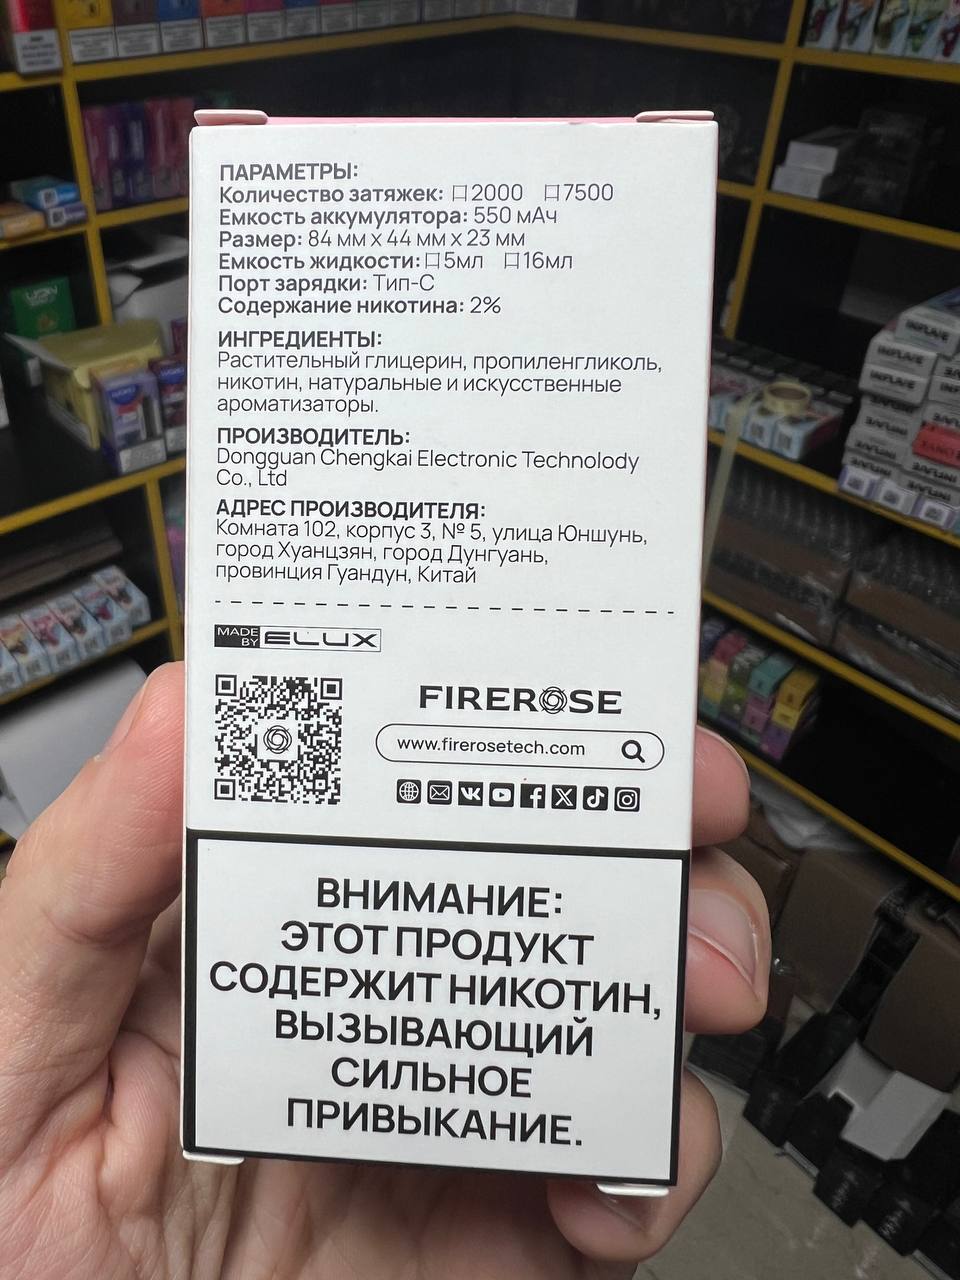 ПАРАМЕТРЫ:
Количество затяжек: □2000 □7500
Емкость аккумулятора: 550 мАч
Размер: 84 мм x 44 мм x 23 мм
Емкость жидкости: □5мл □16мл
Порт зарядки: Тип-С
Содержание никотина: 2%
ИНГРЕДИЕНТЫ:
Растительный глицерин, пропиленгликоль,
никотин, натуральные и искусственные
ароматизаторы.
ПРОИЗВОДИТЕЛЬ:
Dongguan Chengkai Electronic Technolody
Co., Ltd
АДРЕС ПРОИЗВОДИТЕЛЯ:
Комната 102, корпус 3, № 5, улица Юншунь,
город Хуанцзян, город Дунгуань,
провинция Гуандун, Китай
MADE BY ELUX
FIREROSE
www.firerosetech.com
ВНИМАНИЕ:
ЭТОТ ПРОДУКТ
СОДЕРЖИТ НИКОТИН,
ВЫЗЫВАЮЩИЙ
СИЛЬНОЕ
ПРИВЫКАНИЕ.
INFLAVE
INFLAVE